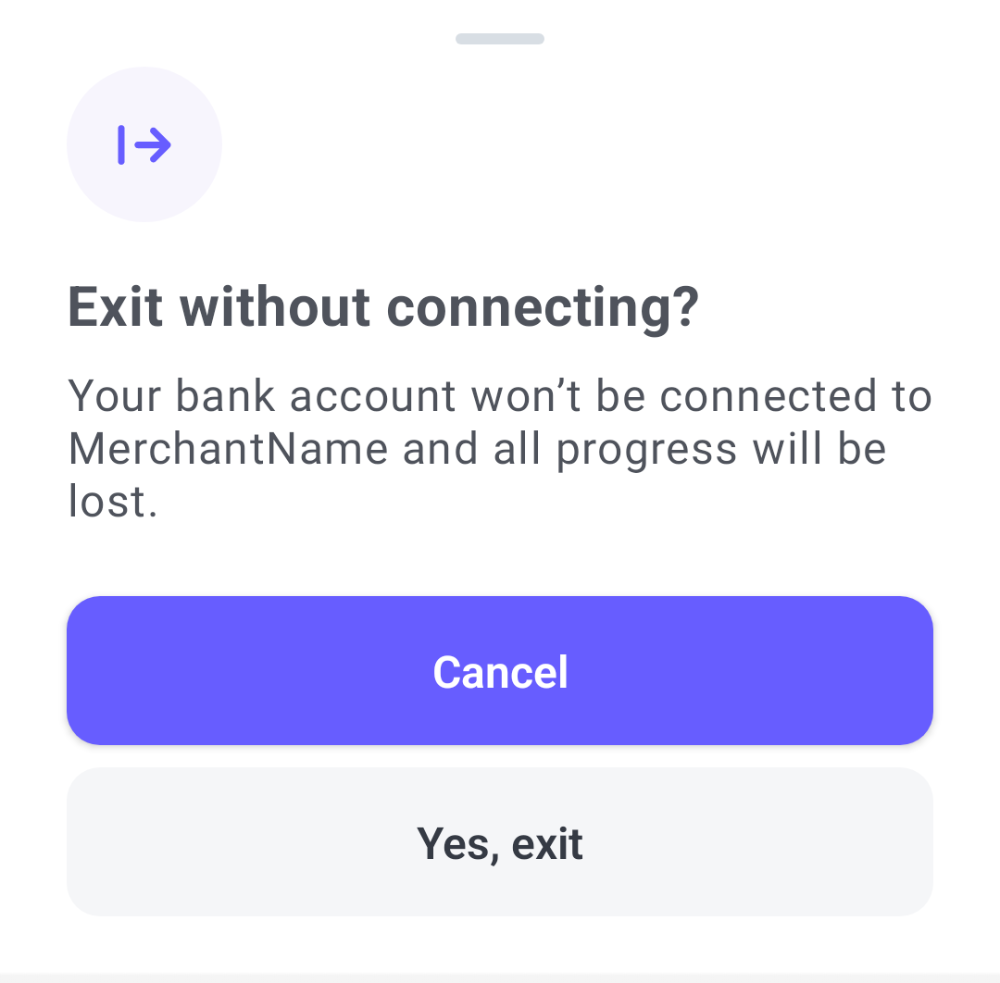 Exit without connecting?
Your bank account won’t be connected to
MerchantName and all progress will be
lost.
Cancel
Yes, exit